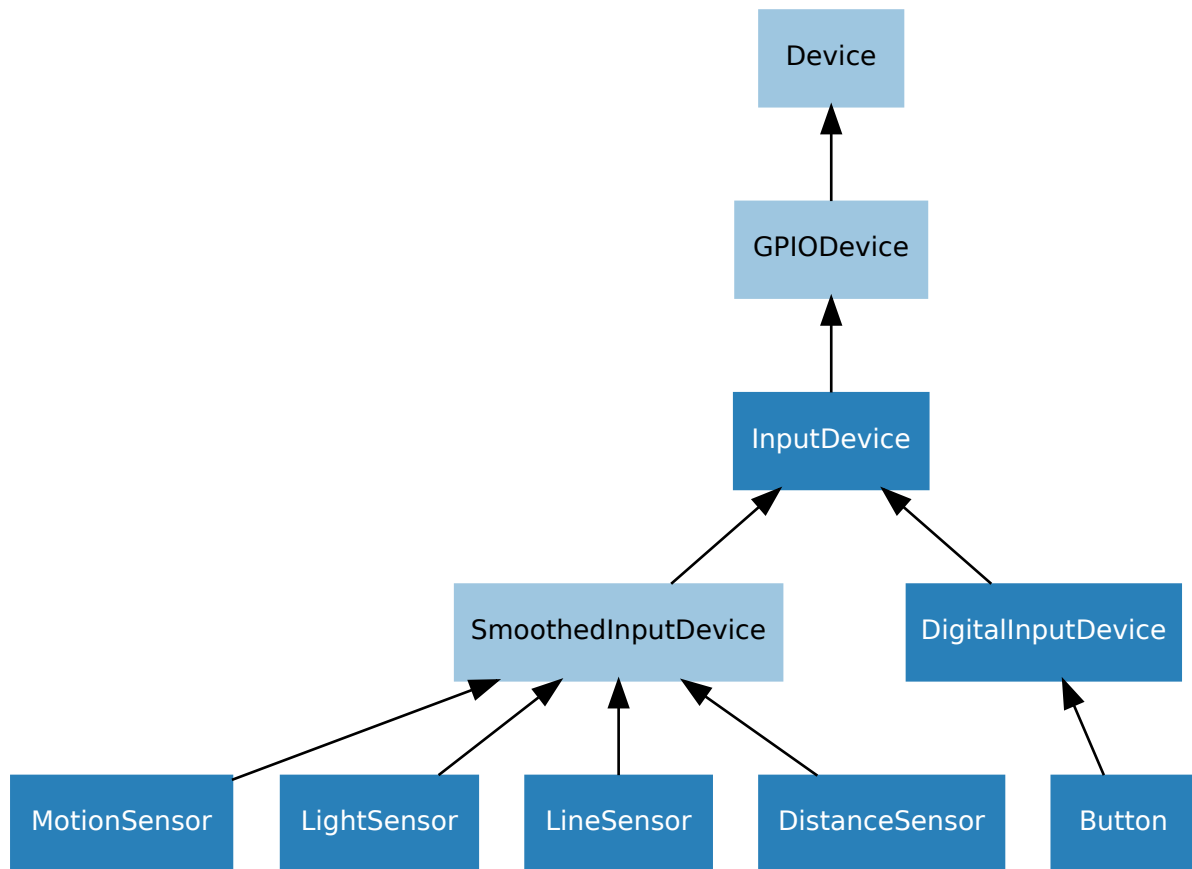 Device
GPIODevice
InputDevice
SmoothedInputDevice
DigitalInputDevice
MotionSensor
LightSensor
LineSensor
DistanceSensor
Button